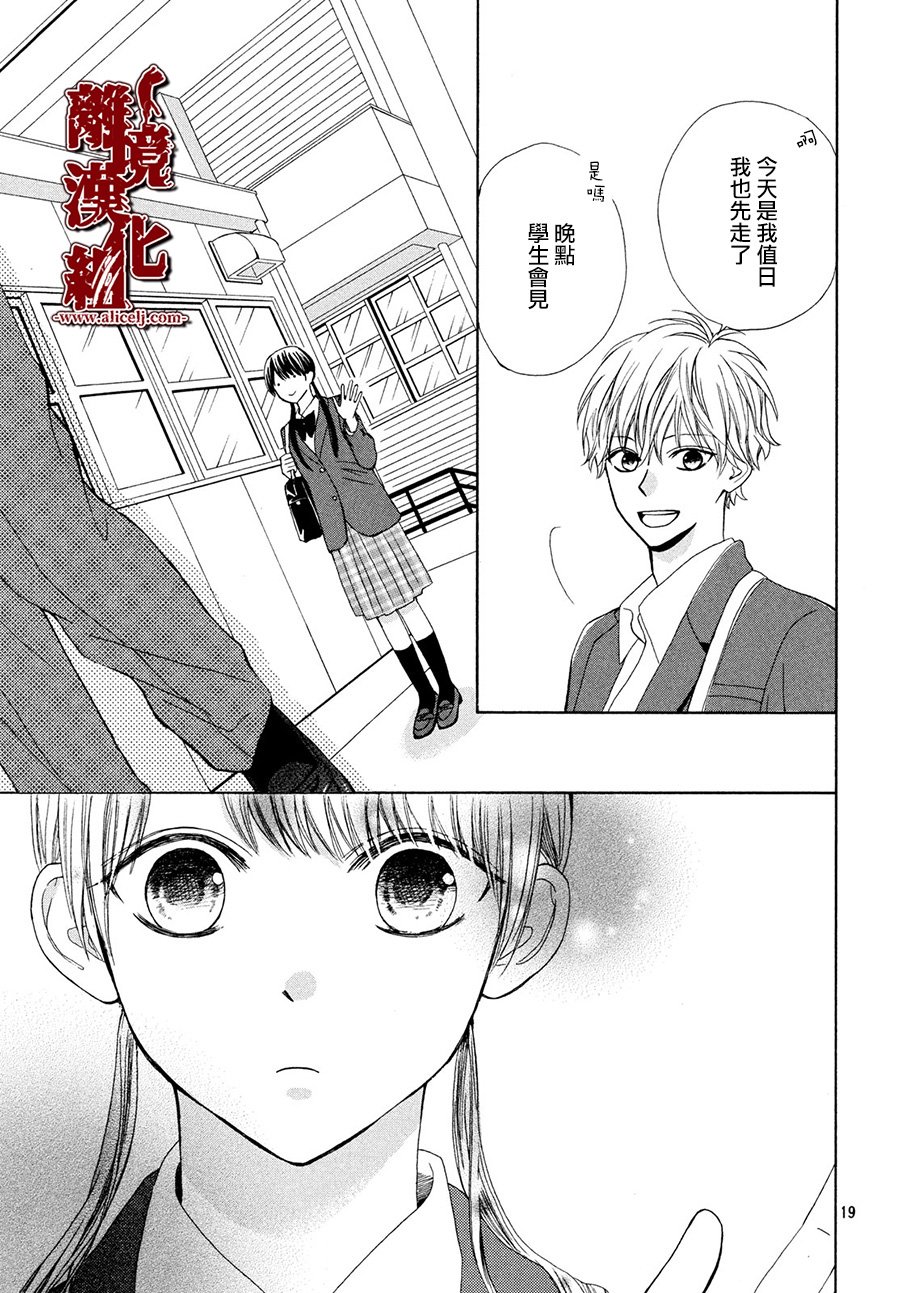 啊
今天是我值日
我也先走了
是嗎
晚點
學生會見
離境
漢化組
-www.alicelj.com-
19